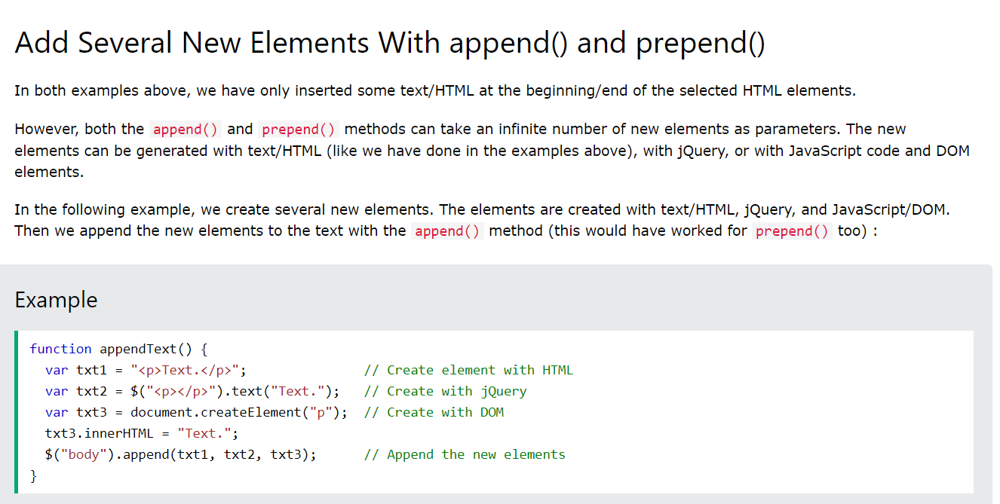 Add Several New Elements With append() and prepend()
In both examples above, we have only inserted some text/HTML at the beginning/end of the selected HTML elements.
However, both the append() and prepend() methods can take an infinite number of new elements as parameters. The new
elements can be generated with text/HTML (like we have done in the examples above), with jQuery, or with JavaScript code and DOM
elements.
In the following example, we create several new elements. The elements are created with text/HTML, jQuery, and JavaScript/DOM.
Then we append the new elements to the text with the append() method (this would have worked for prepend() too) :
Example
function appendText() {
  var txt1 = "<p>Text.</p>";               // Create element with HTML
  var txt2 = $("<p></p>").text("Text.");   // Create with jQuery
  var txt3 = document.createElement("p");  // Create with DOM
  txt3.innerHTML = "Text.";
  $("body").append(txt1, txt2, txt3);      // Append the new elements
}